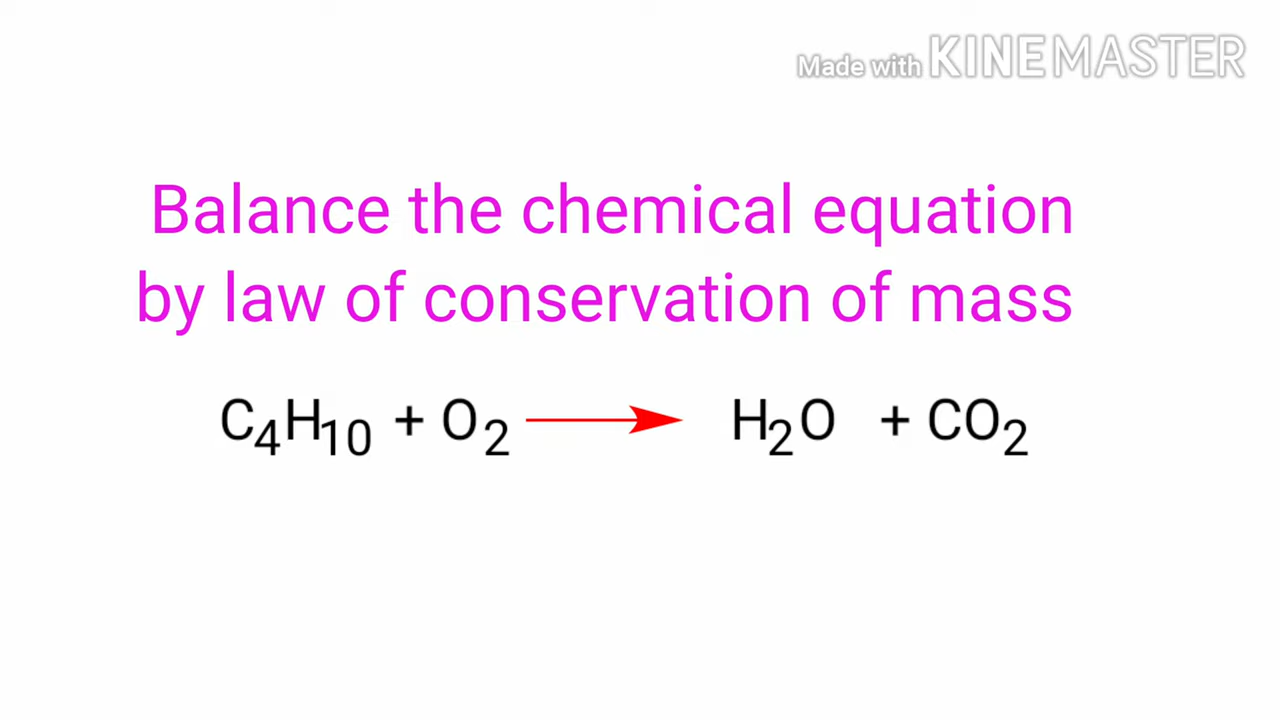 Made with KINEMASTER
Balance the chemical equation
by law of conservation of mass
C₄H₁₀ + O₂ → H₂O + CO₂